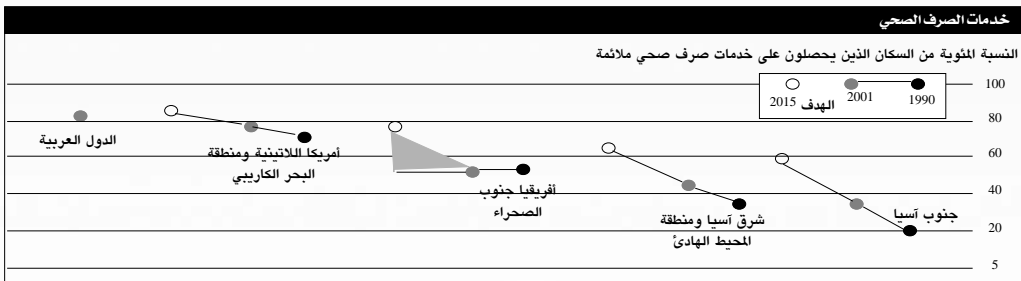 خدمات الصرف الصحي
النسبة المئوية من السكان الذين يحصلون على خدمات صرف صحي ملائمة
1990 2001 الهدف 2015
100
80
60
40
20
5
جنوب آسيا
شرق آسيا ومنطقة
المحيط الهادئ
أفريقيا جنوب
الصحراء
أمريكا اللاتينية ومنطقة
البحر الكاريبي
الدول العربية